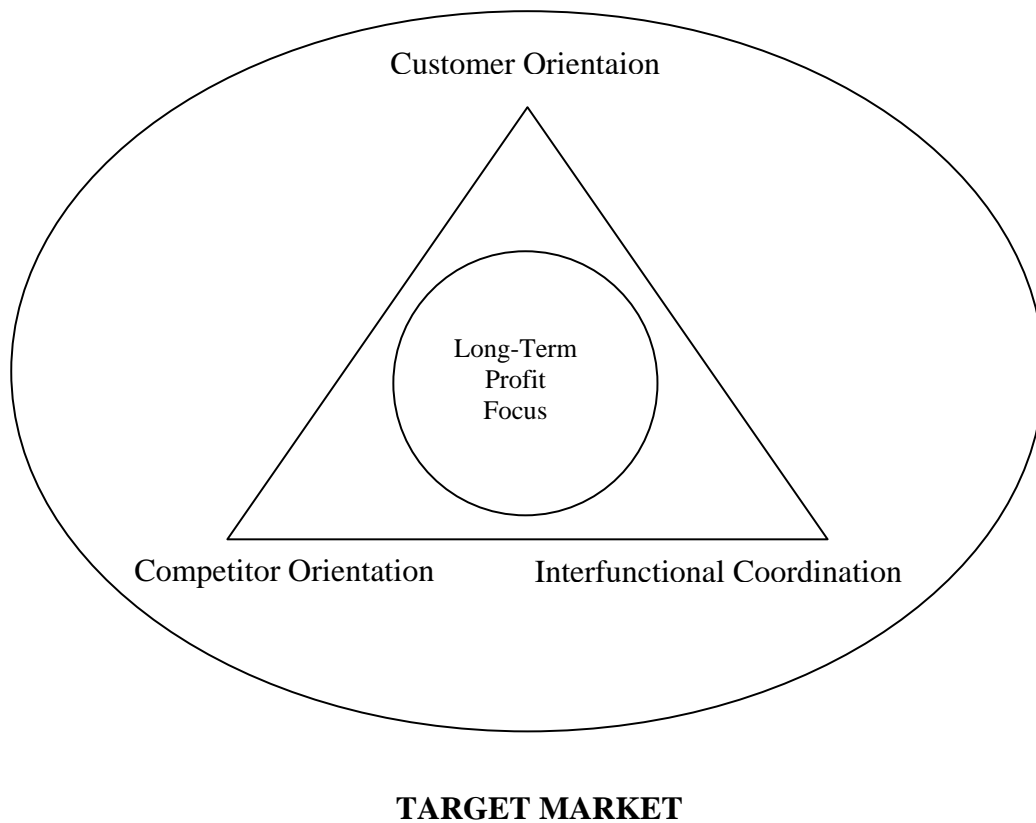 Customer Orientaion
Long-Term
Profit
Focus
Competitor Orientation
Interfunctional Coordination
TARGET MARKET